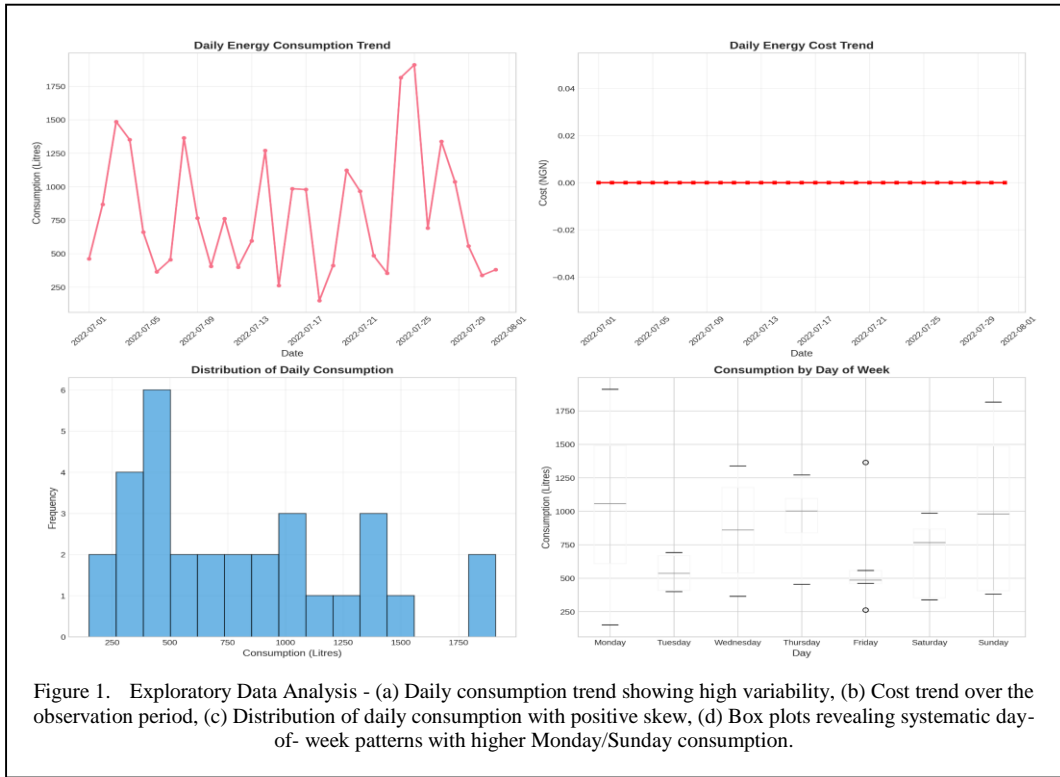 Daily Energy Consumption Trend
1750
1500
1250
1000
750
500
250
Consumption (Litres)
2022-07-01
2022-07-05
2022-07-09
2022-07-13
2022-07-17
2022-07-21
2022-07-25
2022-07-29
2022-08-01
Date
Daily Energy Cost Trend
0.04
0.02
0.00
−0.02
−0.04
Cost (NGN)
2022-07-01
2022-07-05
2022-07-09
2022-07-13
2022-07-17
2022-07-21
2022-07-25
2022-07-29
2022-08-01
Date
Distribution of Daily Consumption
6
5
4
3
2
1
0
Frequency
250
500
750
1000
1250
1500
1750
Consumption (Litres)
Consumption by Day of Week
1750
1500
1250
1000
750
500
250
Consumption (Litres)
Monday
Tuesday
Wednesday
Thursday
Friday
Saturday
Sunday
Day
Figure 1. Exploratory Data Analysis - (a) Daily consumption trend showing high variability, (b) Cost trend over the
observation period, (c) Distribution of daily consumption with positive skew, (d) Box plots revealing systematic day-
of- week patterns with higher Monday/Sunday consumption.